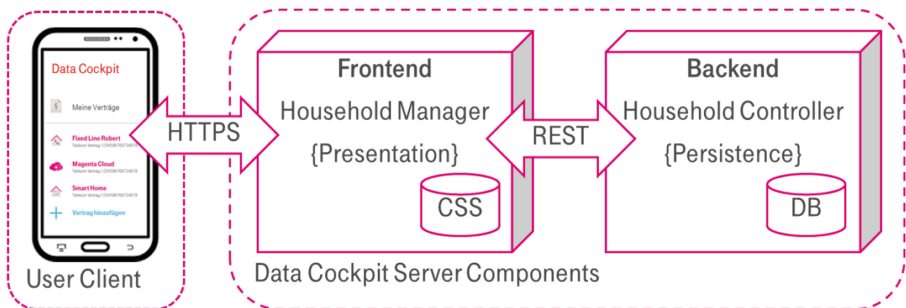 Data Cockpit
Meine Verträge
Fixed Line Robert
Magenta Cloud
Smart Home
Vertrag hinzufügen
User Client
HTTPS
Frontend
Household Manager
{Presentation}
CSS
REST
Backend
Household Controller
{Persistence}
DB
Data Cockpit Server Components